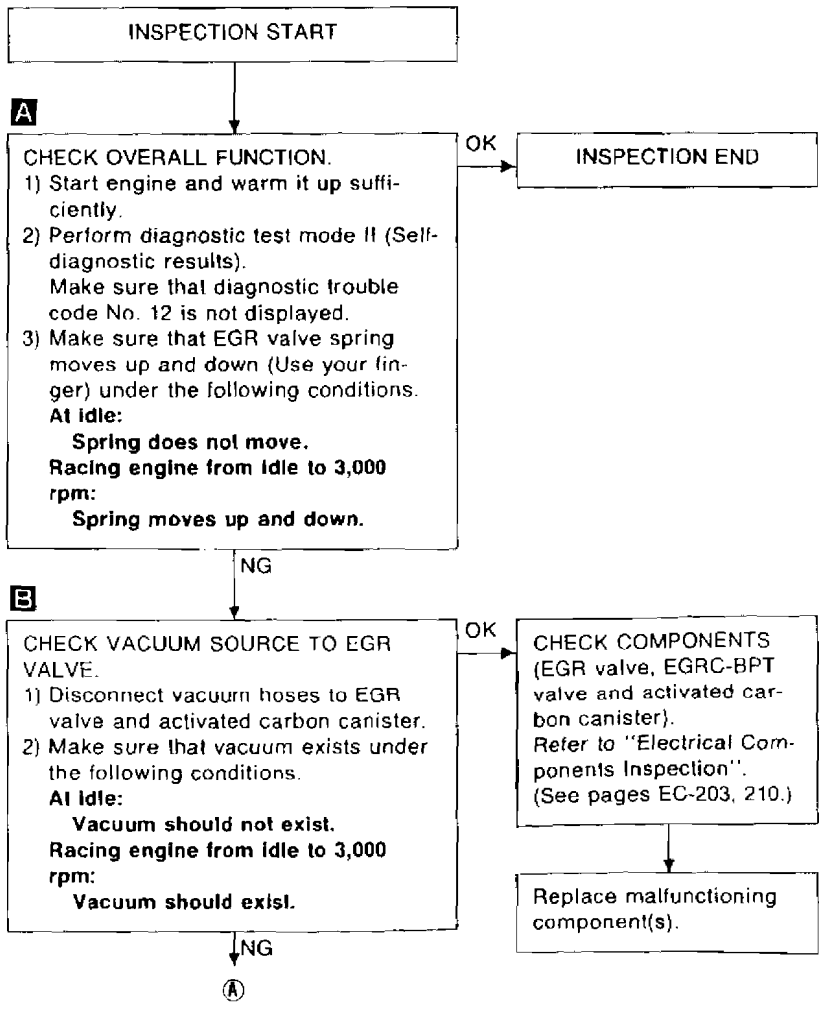 INSPECTION START
A
CHECK OVERALL FUNCTION.
1) Start engine and warm it up suffi-
ciently.
2) Perform diagnostic test mode II (Self-
diagnostic results).
Make sure that diagnostic trouble
code No. 12 is not displayed.
3) Make sure that EGR valve spring
moves up and down (Use your fin-
ger) under the following conditions.
At idle:
Spring does not move.
Racing engine from idle to 3,000
rpm:
Spring moves up and down.
OK
INSPECTION END
NG
B
CHECK VACUUM SOURCE TO EGR
VALVE.
1) Disconnect vacuum hoses to EGR
valve and activated carbon canister.
2) Make sure that vacuum exists under
the following conditions.
At idle:
Vacuum should not exist.
Racing engine from idle to 3,000
rpm:
Vacuum should exist.
OK
CHECK COMPONENTS
(EGR valve, EGRC-BPT
valve and activated car-
bon canister).
Refer to "Electrical Com-
ponents Inspection".
(See pages EC-203, 210.)
Replace malfunctioning
component(s).
NG
Ⓐ